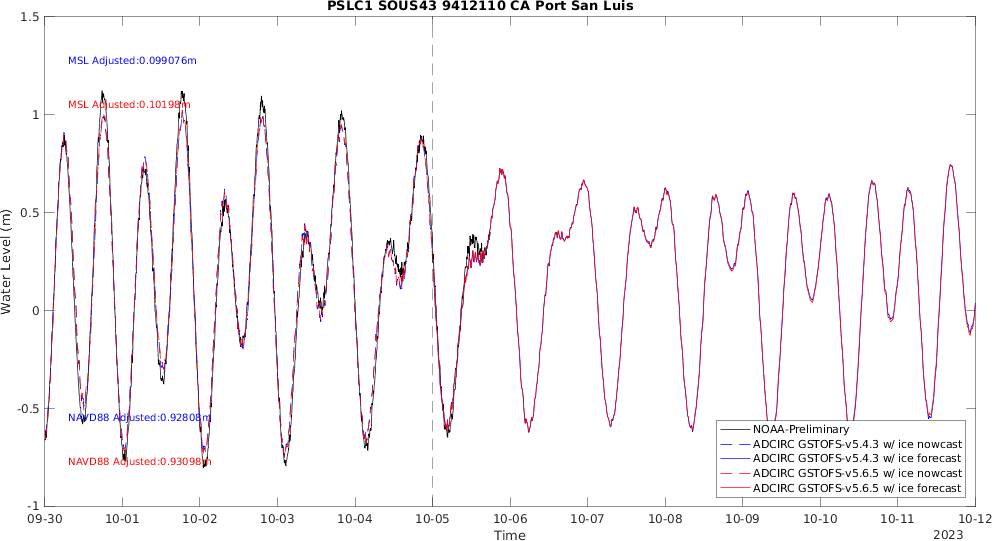 PSLC1 SOUS43 9412110 CA Port San Luis
1.5
MSL Adjusted:0.099076m
MSL Adjusted:0.10198m
1
0.5
Water Level (m)
0
-0.5
NAVD88 Adjusted:0.92808m
NAVD88 Adjusted:0.93098m
-1
NOAA-Preliminary
ADCIRC GSTOFS-v5.4.3 w/ ice nowcast
ADCIRC GSTOFS-v5.4.3 w/ ice forecast
ADCIRC GSTOFS-v5.6.5 w/ ice nowcast
ADCIRC GSTOFS-v5.6.5 w/ ice forecast
09-30 10-01 10-02 10-03 10-04 10-05 10-06 10-07 10-08 10-09 10-10 10-11 10-12
Time
2023